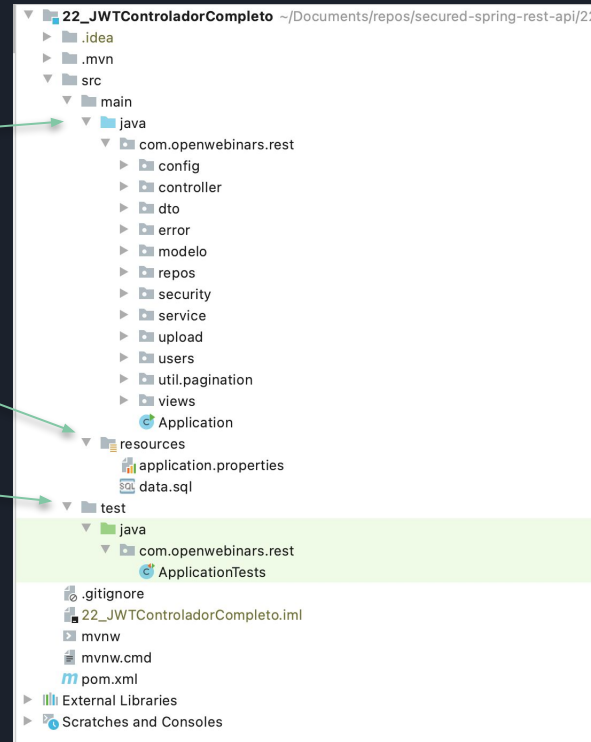 22_JWTControladorCompleto ~/Documents/repos/secured-spring-rest-api/22
.idea
.mvn
src
main
java
com.openwebinars.rest
config
controller
dto
error
modelo
repos
security
service
upload
users
util.pagination
views
Application
resources
application.properties
data.sql
test
java
com.openwebinars.rest
ApplicationTests
.gitignore
22_JWTControladorCompleto.iml
mvnw
mvnw.cmd
pom.xml
External Libraries
Scratches and Consoles